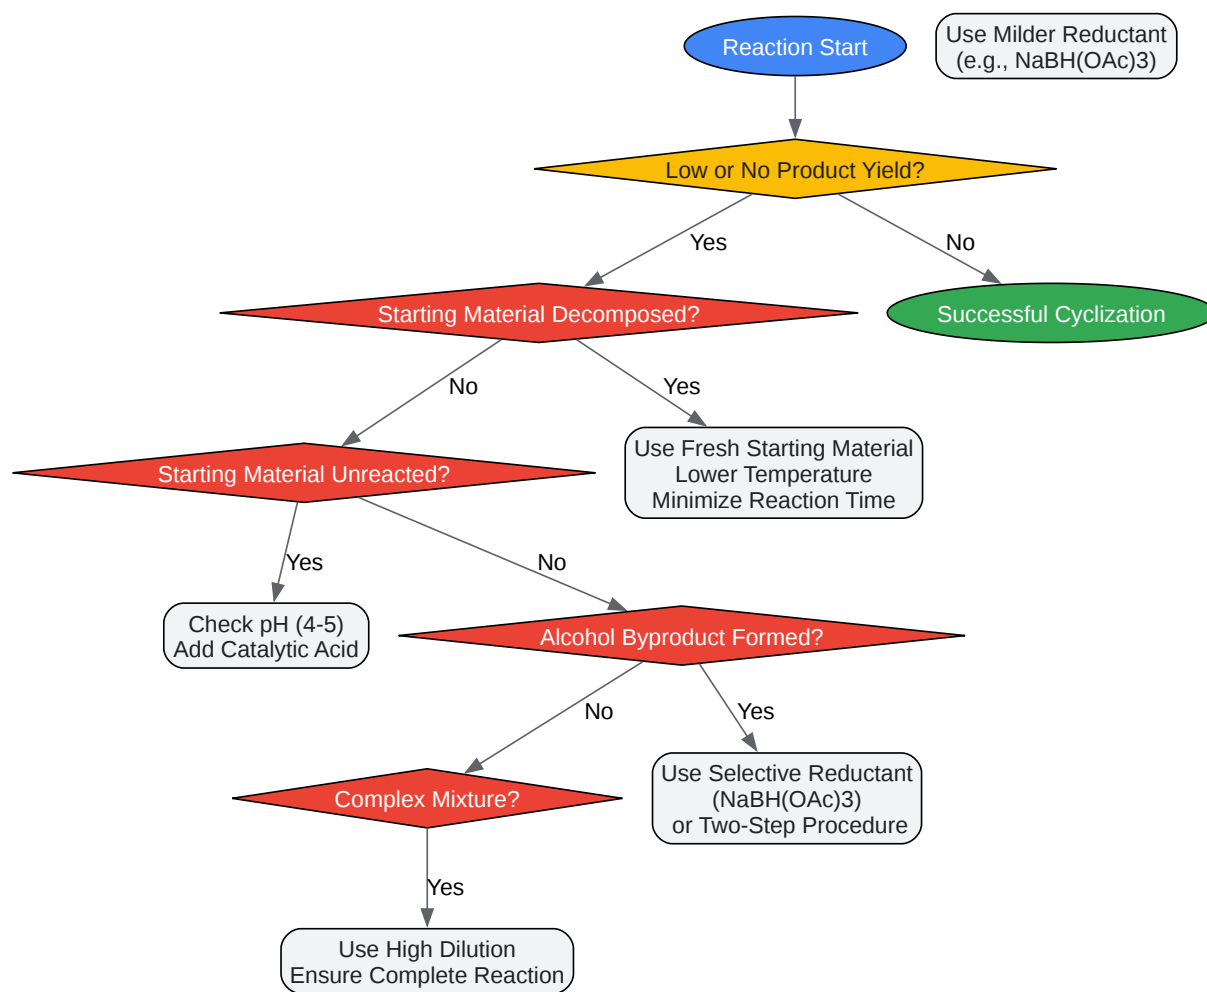 Reaction Start
Use Milder Reductant
(e.g., NaBH(OAc)3)
Low or No Product Yield?
Yes
No
Starting Material Decomposed?
Successful Cyclization
No
Yes
Use Fresh Starting Material
Lower Temperature
Minimize Reaction Time
Starting Material Unreacted?
Yes
No
Check pH (4-5)
Add Catalytic Acid
Alcohol Byproduct Formed?
No
Yes
Use Selective Reductant
(NaBH(OAc)3)
or Two-Step Procedure
Complex Mixture?
Yes
Use High Dilution
Ensure Complete Reaction